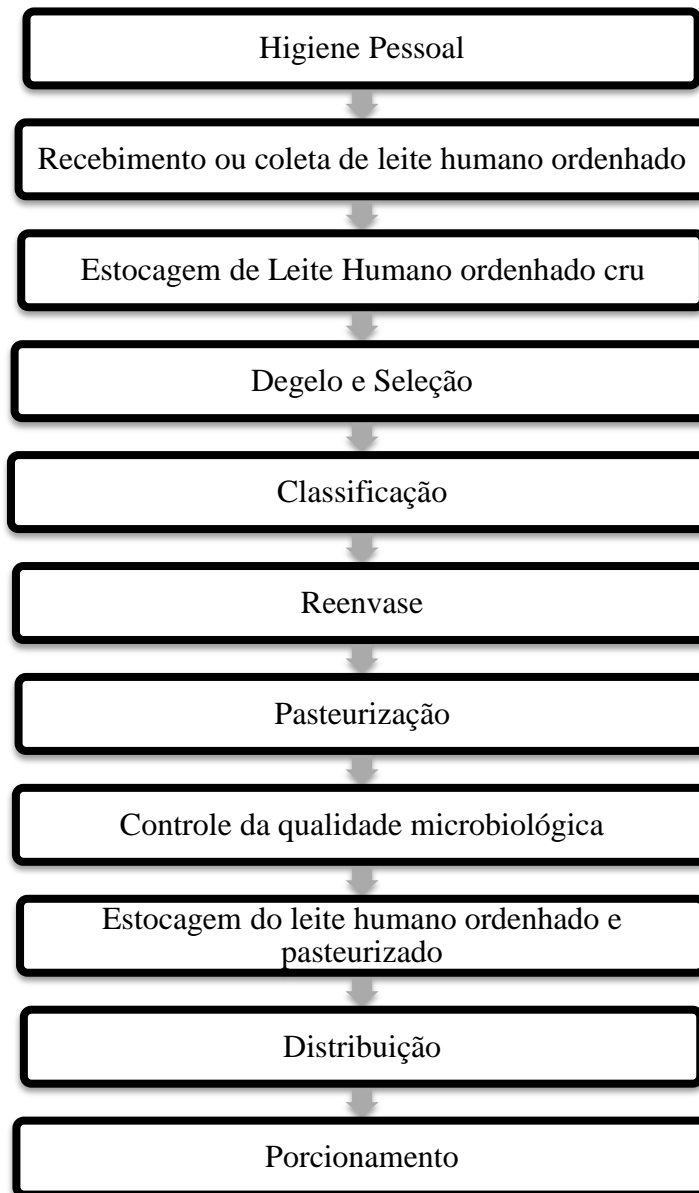 Higiene Pessoal
Recebimento ou coleta de leite humano ordenhado
Estocagem de Leite Humano ordenhado cru
Degelo e Seleção
Classificação
Reenvase
Pasteurização
Controle da qualidade microbiológica
Estocagem do leite humano ordenhado e
pasteurizado
Distribuição
Porcionamento